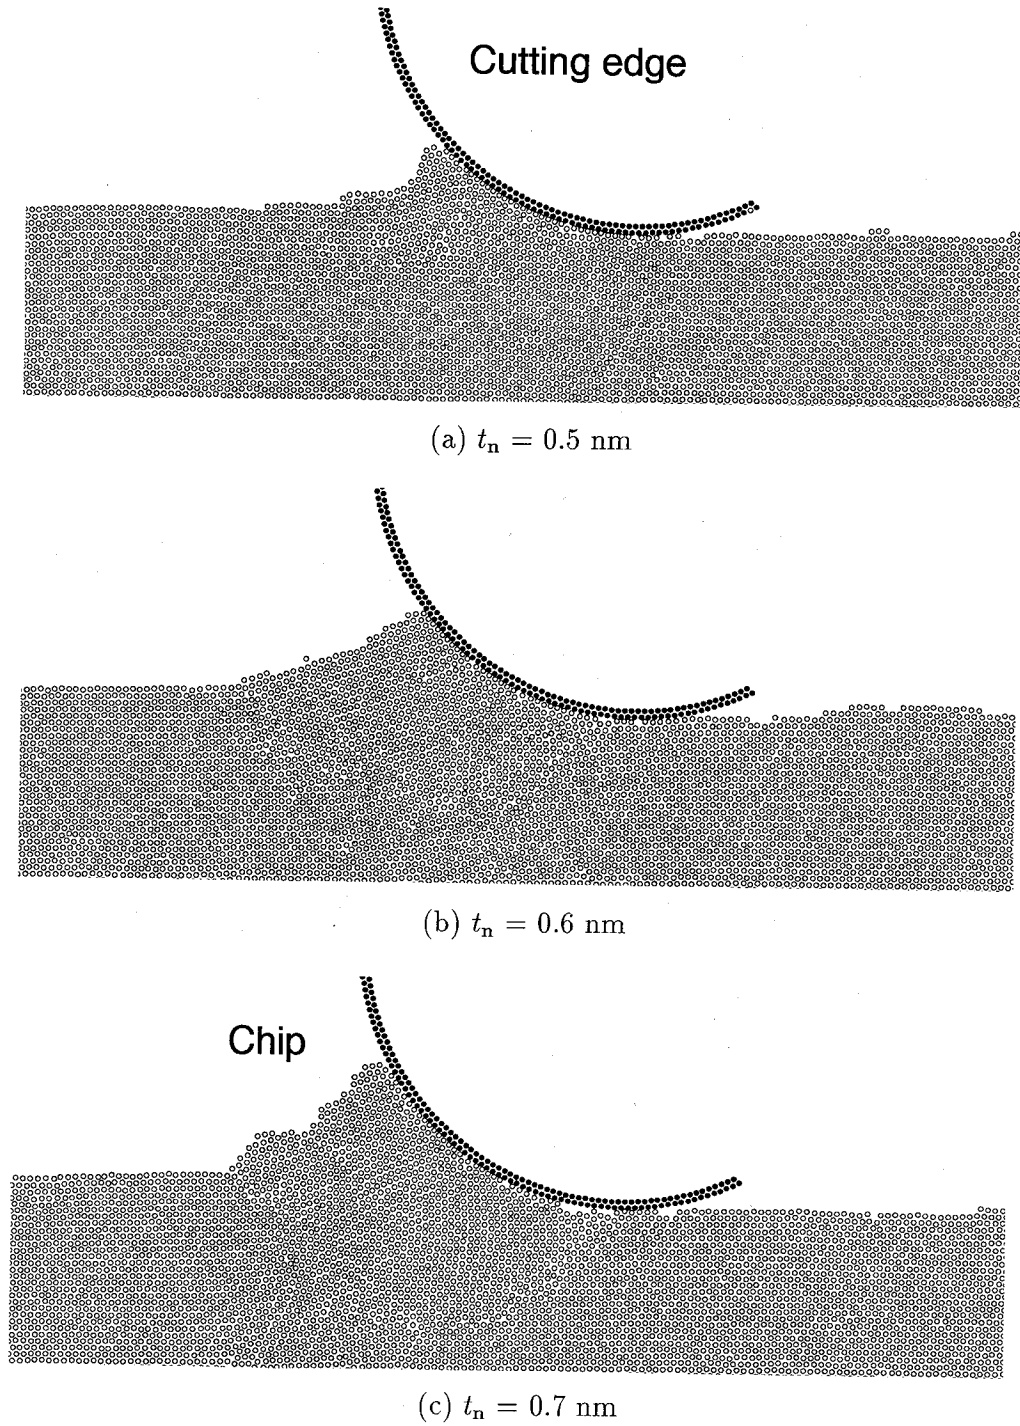 Cutting edge
(a) tn = 0.5 nm
(b) tn = 0.6 nm
Chip
(c) tn = 0.7 nm